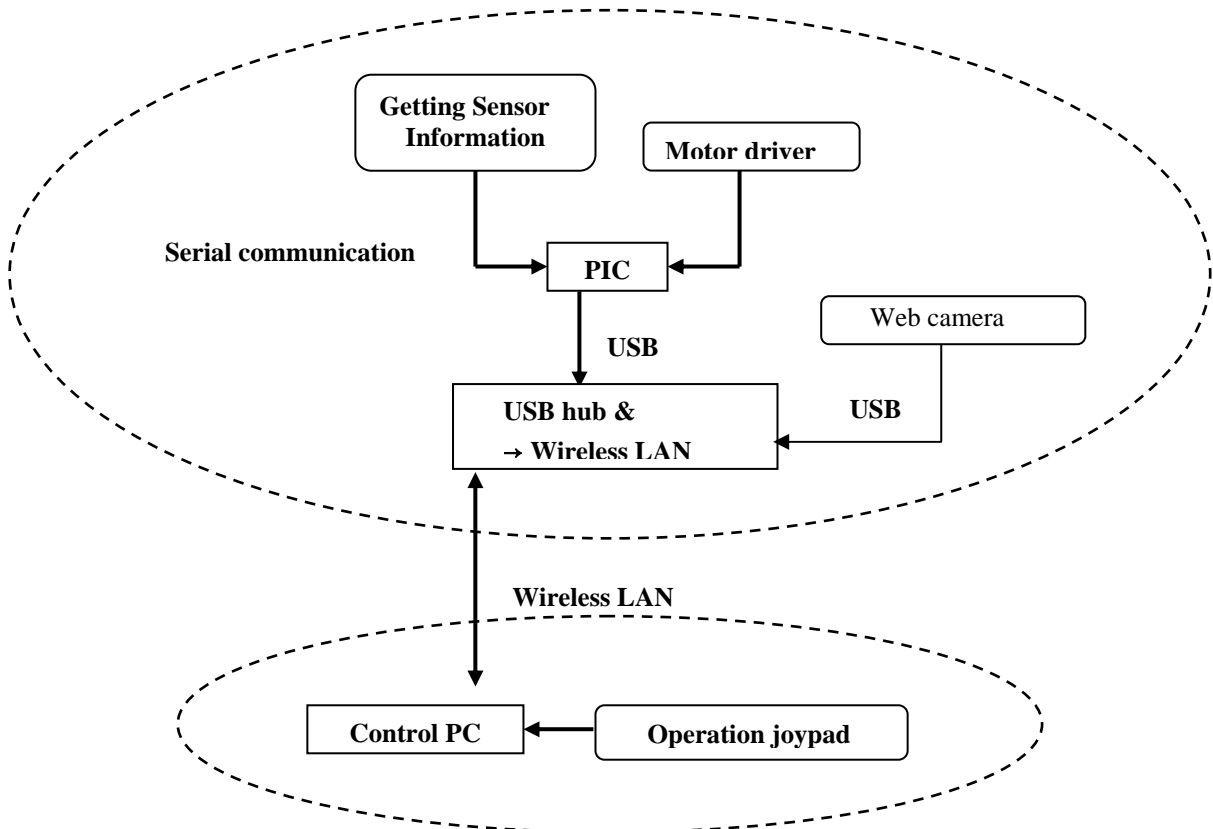 Getting Sensor
Information
Motor driver
Serial communication
PIC
Web camera
USB
USB hub &
USB
→ Wireless LAN
Wireless LAN
Control PC
Operation joypad